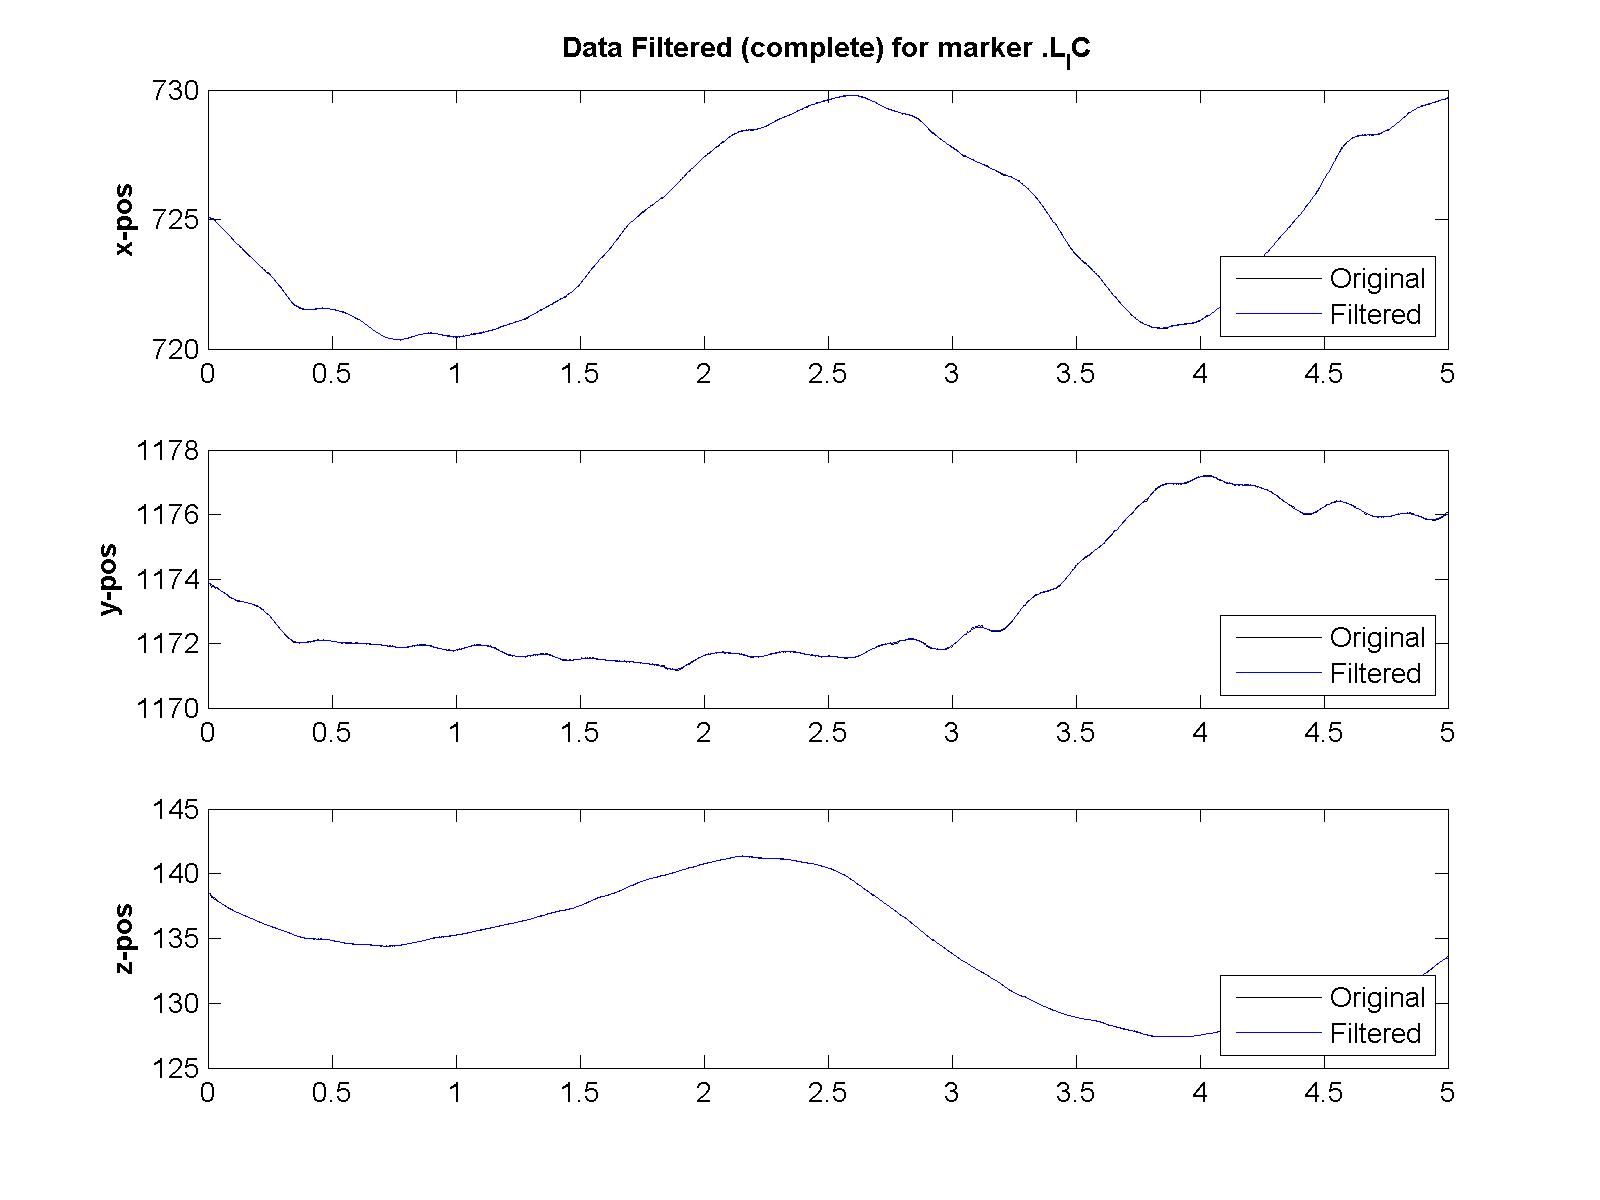 Data Filtered (complete) for marker .LIC
x-pos
730
725
720
0 0.5 1 1.5 2 2.5 3 3.5 4 4.5 5
Original
Filtered
y-pos
1178
1176
1174
1172
1170
0 0.5 1 1.5 2 2.5 3 3.5 4 4.5 5
Original
Filtered
z-pos
145
140
135
130
125
0 0.5 1 1.5 2 2.5 3 3.5 4 4.5 5
Original
Filtered